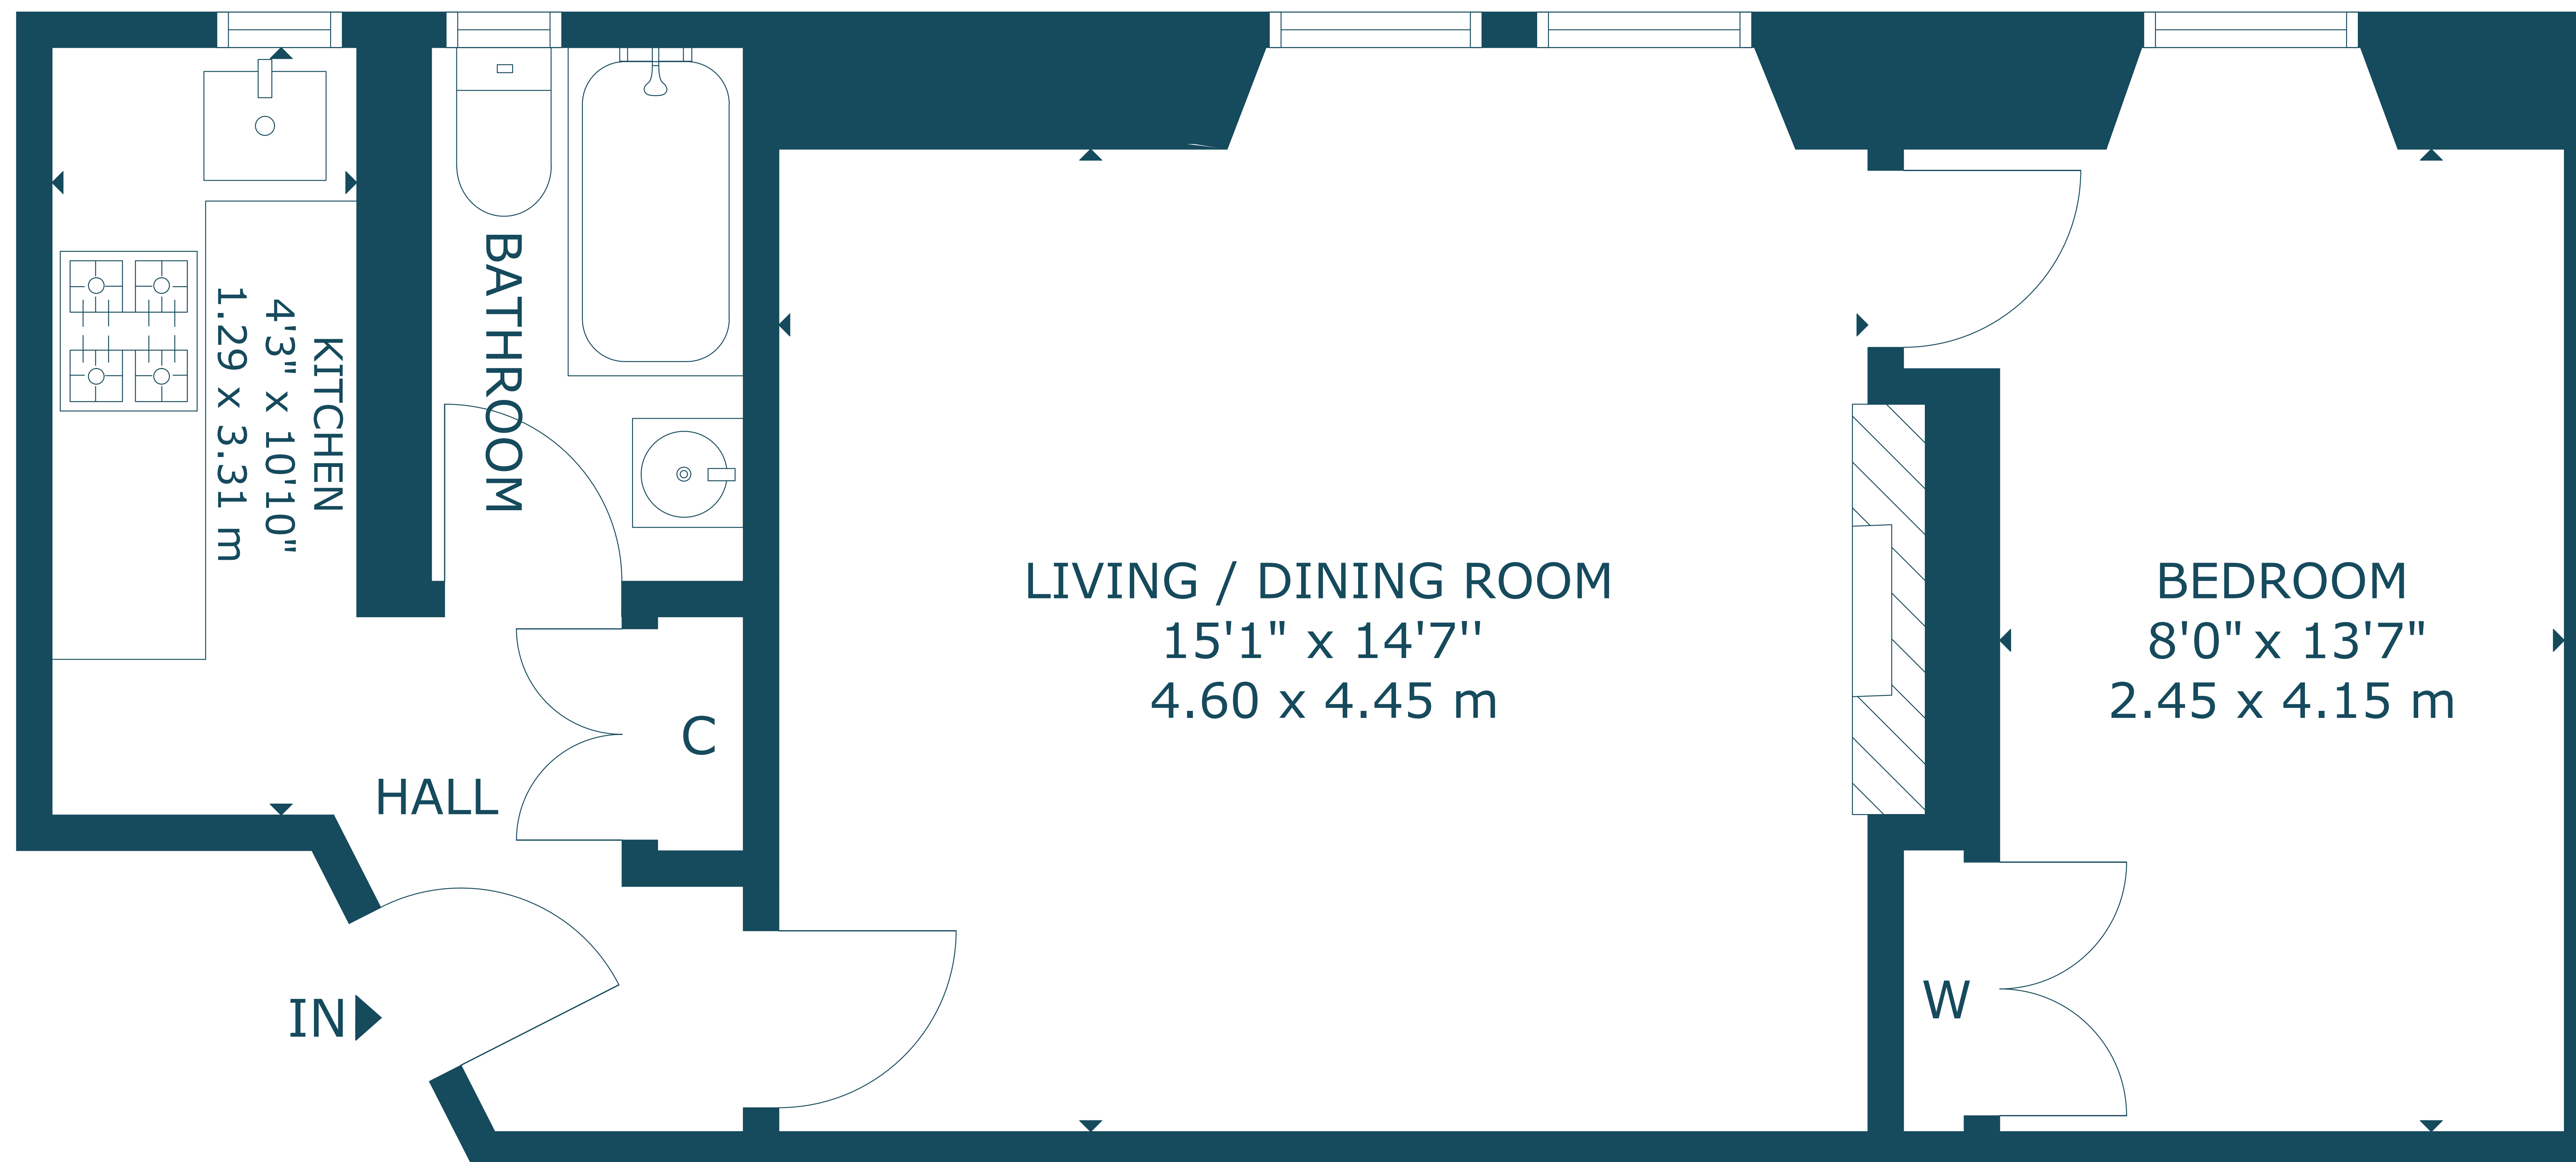 KITCHEN
4'3" x 10'10"
1.29 x 3.31 m
BATHROOM
LIVING / DINING ROOM
15'1" x 14'7''
4.60 x 4.45 m
BEDROOM
8'0" x 13'7"
2.45 x 4.15 m
C
HALL
IN
W